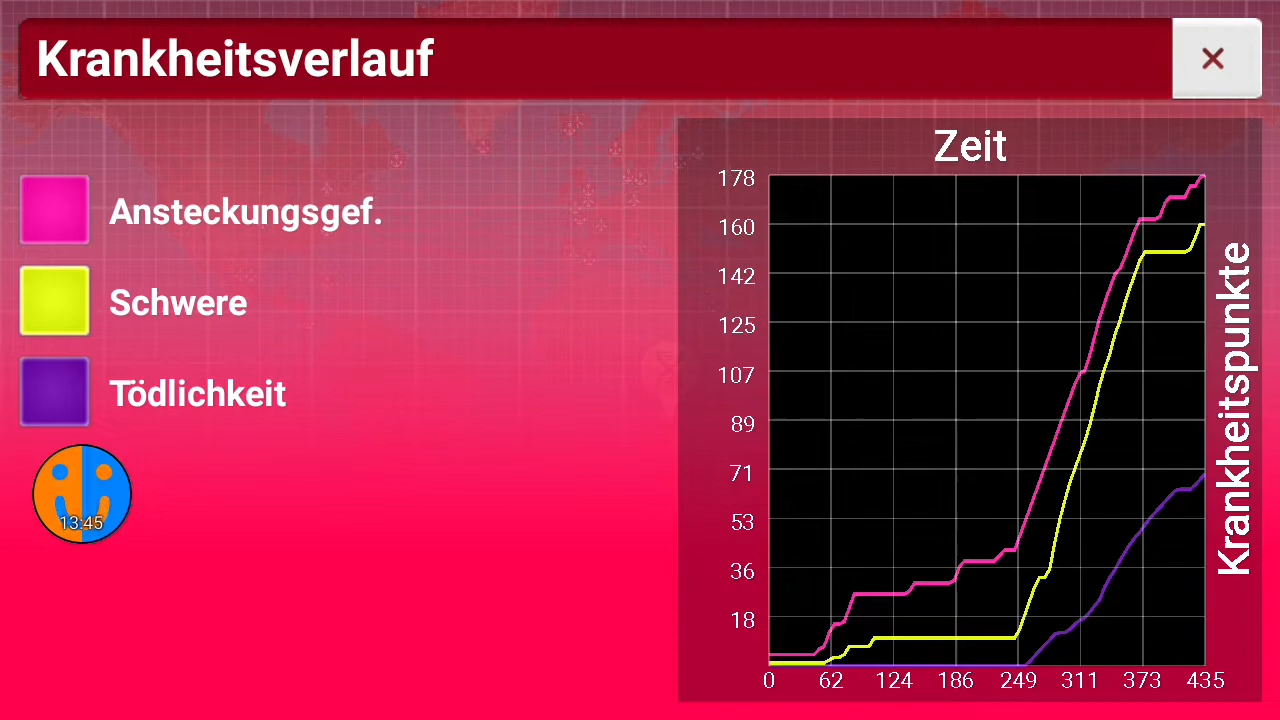 Krankheitsverlauf
×
Zeit
Ansteckungsgef.
Schwere
Tödlichkeit
13:45
178
160
142
125
107
89
71
53
36
18
0 62 124 186 249 311 373 435
Krankheitspunkte